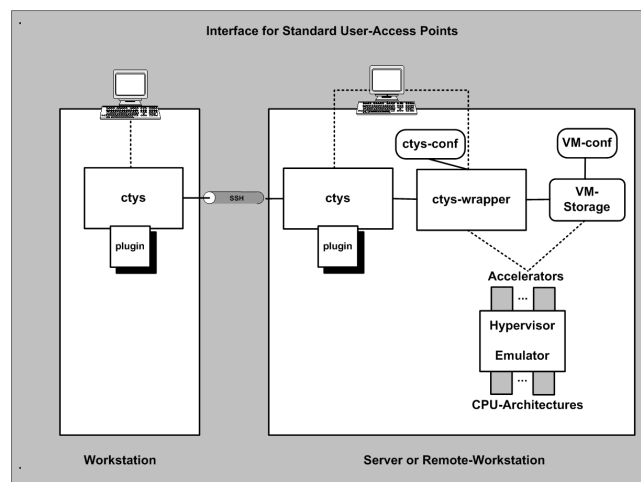 Interface for Standard User-Access Points
ctys-conf
VM-conf
ctys
SSH
ctys
ctys-wrapper
VM-
Storage
plugin
plugin
Accelerators
...
Hypervisor
Emulator
...
CPU-Architectures
Workstation
Server or Remote-Workstation